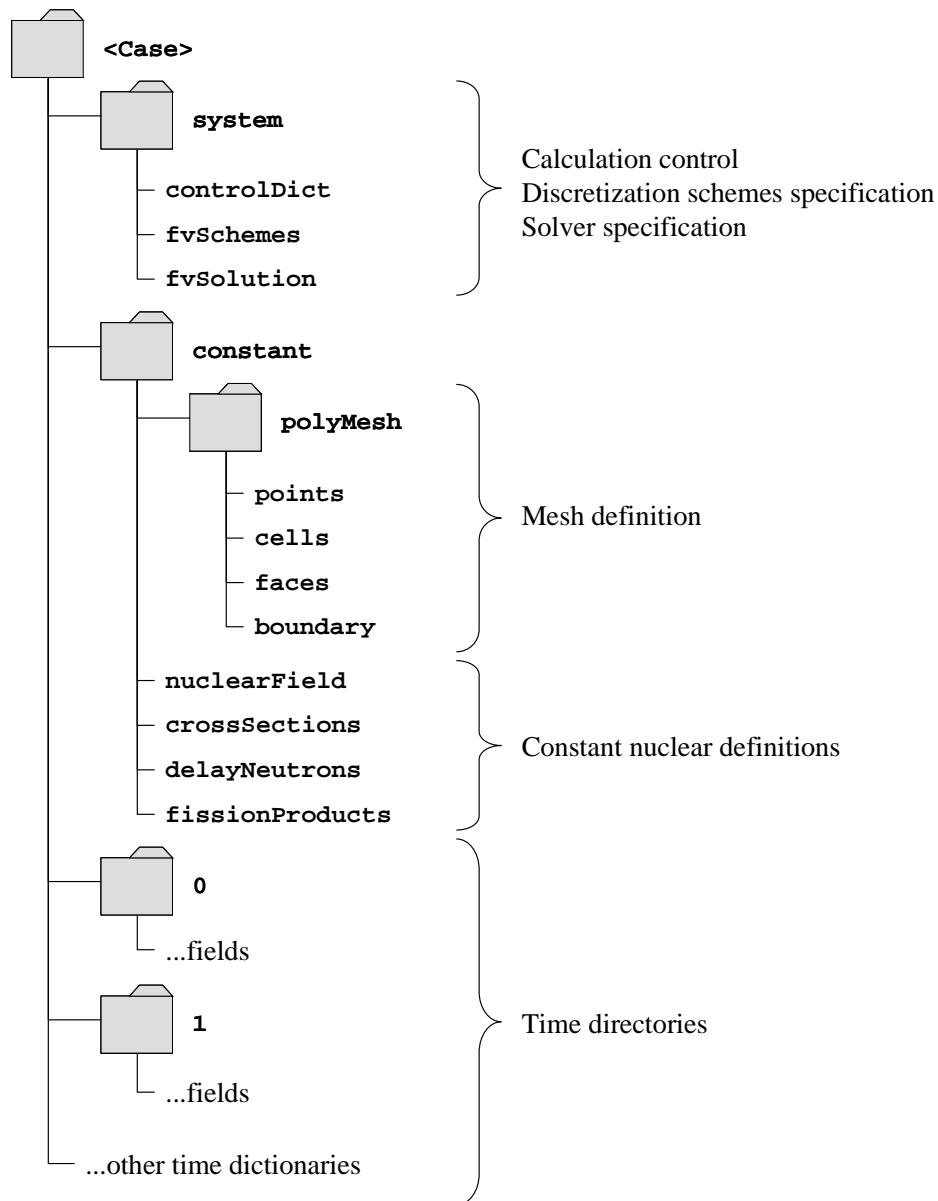 <Case>
system
controlDict
fvSchemes
fvSolution
Calculation control
Discretization schemes specification
Solver specification
constant
polyMesh
points
cells
faces
boundary
Mesh definition
nuclearField
crossSections
delayNeutrons
fissionProducts
Constant nuclear definitions
0
...fields
1
...fields
...other time dictionaries
Time directories